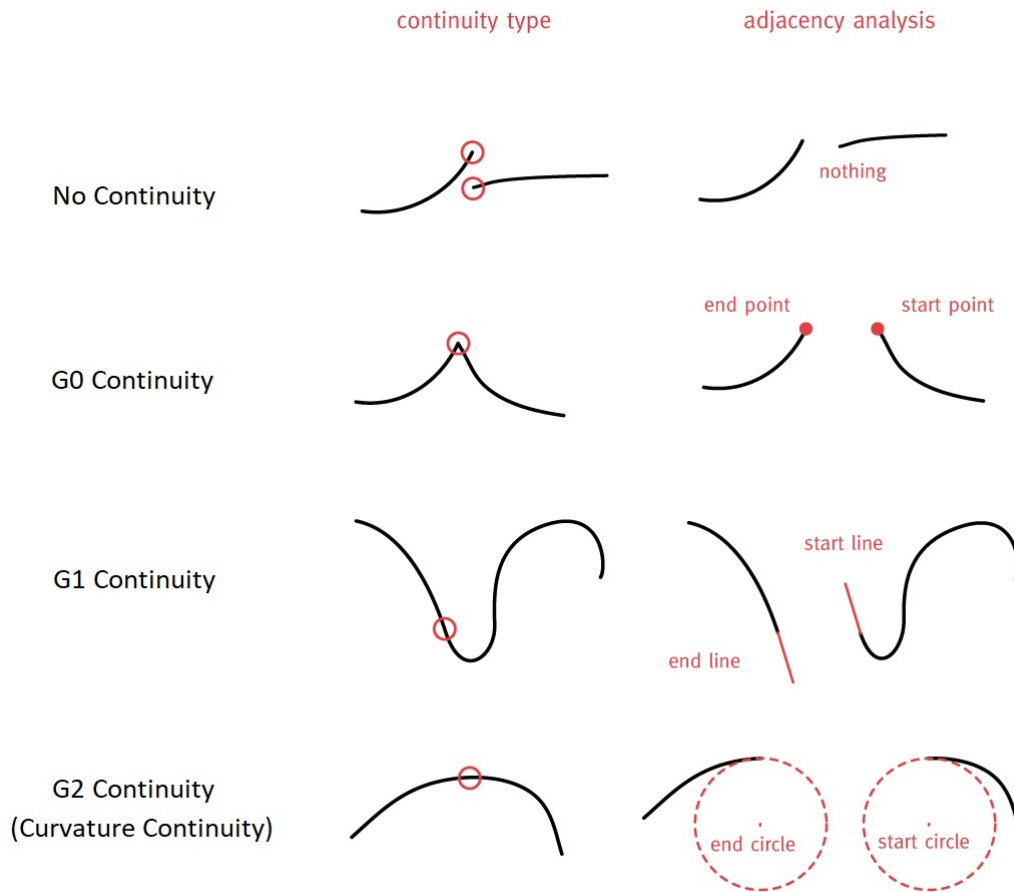 continuity type
adjacency analysis
No Continuity
nothing
G0 Continuity
end point
start point
G1 Continuity
start line
end line
G2 Continuity
(Curvature Continuity)
end circle
start circle